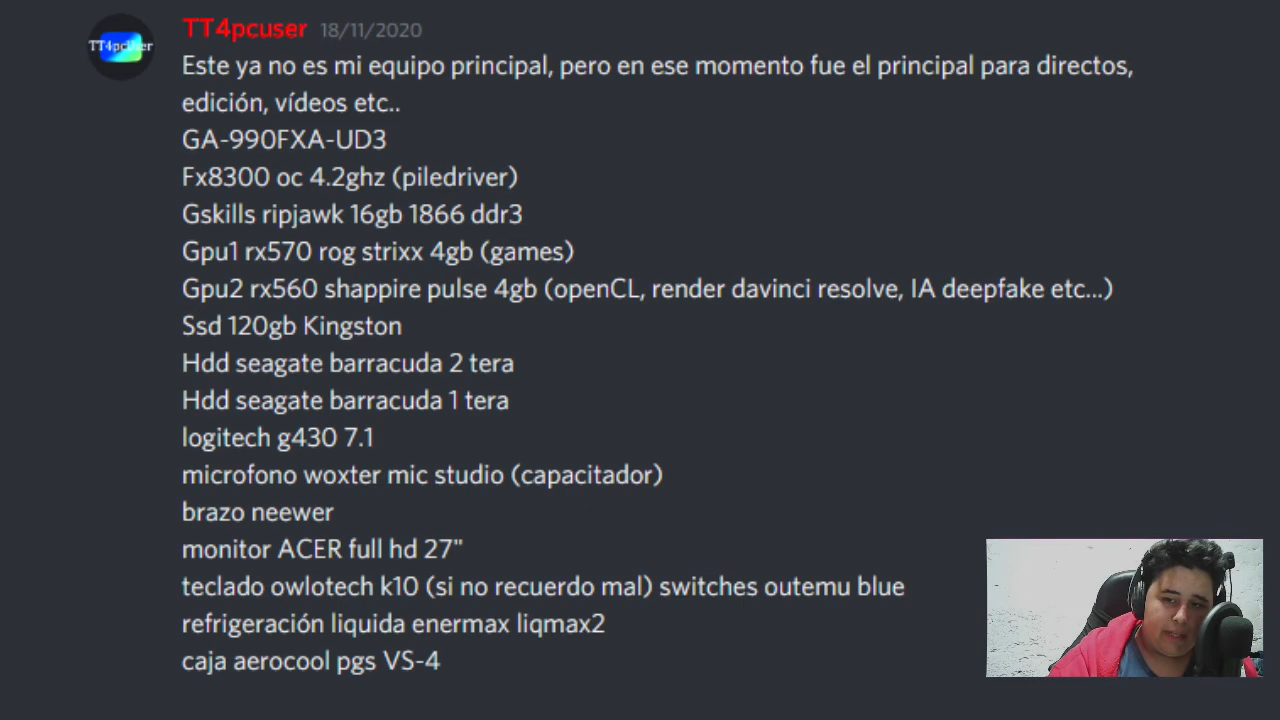 TT4pcuser 18/11/2020
TT4pcuser
Este ya no es mi equipo principal, pero en ese momento fue el principal para directos,
edición, vídeos etc..
GA-990FXA-UD3
Fx8300 oc 4.2ghz (piledriver)
Gskills ripjawk 16gb 1866 ddr3
Gpu1 rx570 rog strixx 4gb (games)
Gpu2 rx560 shappire pulse 4gb (openCL, render davinci resolve, IA deepfake etc...)
Ssd 120gb Kingston
Hdd seagate barracuda 2 tera
Hdd seagate barracuda 1 tera
logitech g430 7.1
microfono woxter mic studio (capacitador)
brazo neewer
monitor ACER full hd 27"
teclado owlotech k10 (si no recuerdo mal) switches outemu blue
refrigeración liquida enermax liqmax2
caja aerocool pgs VS-4